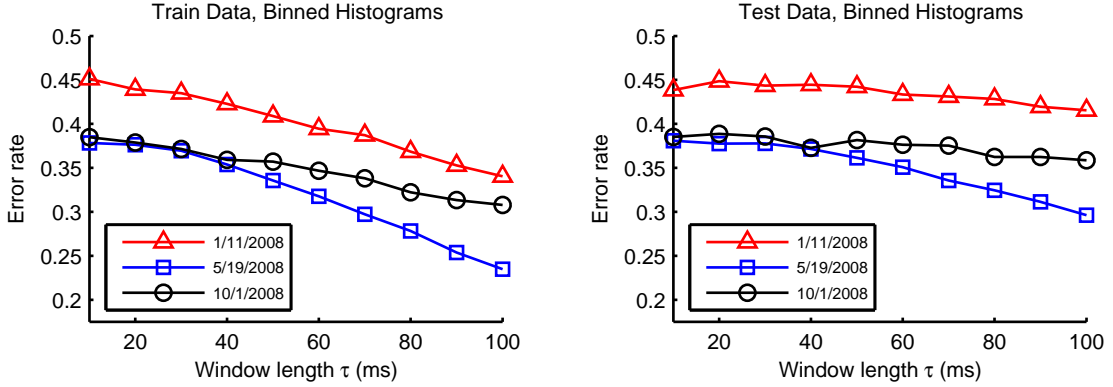 Train Data, Binned Histograms
0.5
0.45
0.4
0.35
0.3
0.25
0.2
Error rate
1/11/2008
5/19/2008
10/1/2008
20 40 60 80 100
Window length τ (ms)
Test Data, Binned Histograms
0.5
0.45
0.4
0.35
0.3
0.25
0.2
Error rate
1/11/2008
5/19/2008
10/1/2008
20 40 60 80 100
Window length τ (ms)